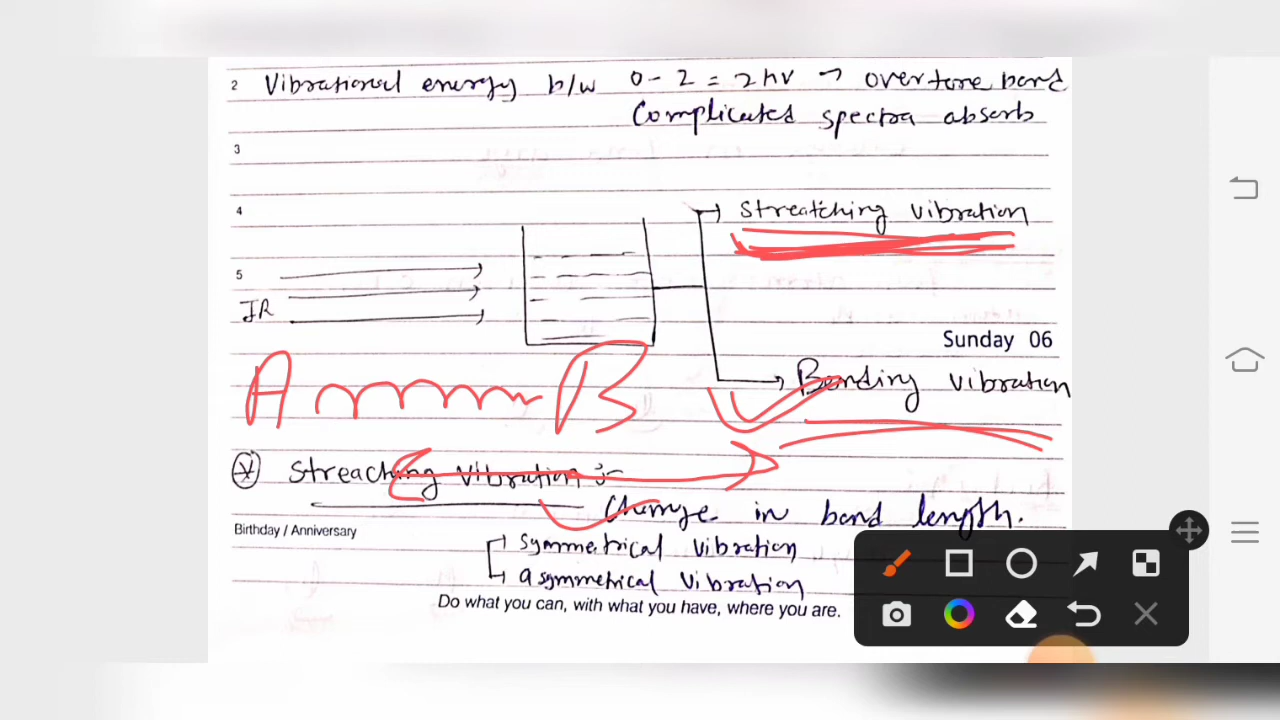 2 Vibrational energy b/w 0-2 = 2hv → overtone band
Complicated spectra absorb
3
4
→ Streatching vibration
5
IR
Sunday 06
→ Bending vibration
A B
Streaching vibration :-
Change in bond length.
Birthday / Anniversary
symmetrical vibration
asymmetrical vibration
Do what you can, with what you have, where you are.